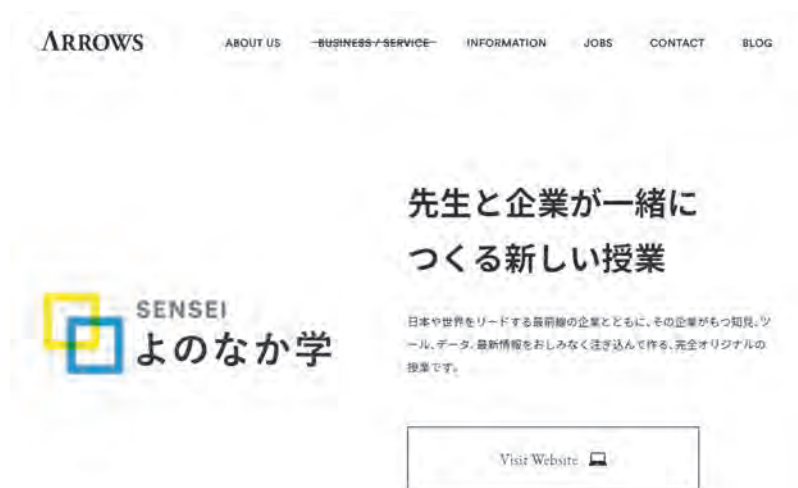 ARROWS
ABOUT US BUSINESS / SERVICE INFORMATION JOBS CONTACT BLOG
先生と企業が一緒に
つくる新しい授業
SENSEI
よのなか学
日本や世界をリードする最前線の企業とともに、その企業がもつ知見、ツ
ール、データ、最新情報をおしみなく注ぎ込んで作る、完全オリジナルの
授業です。
Visit Website